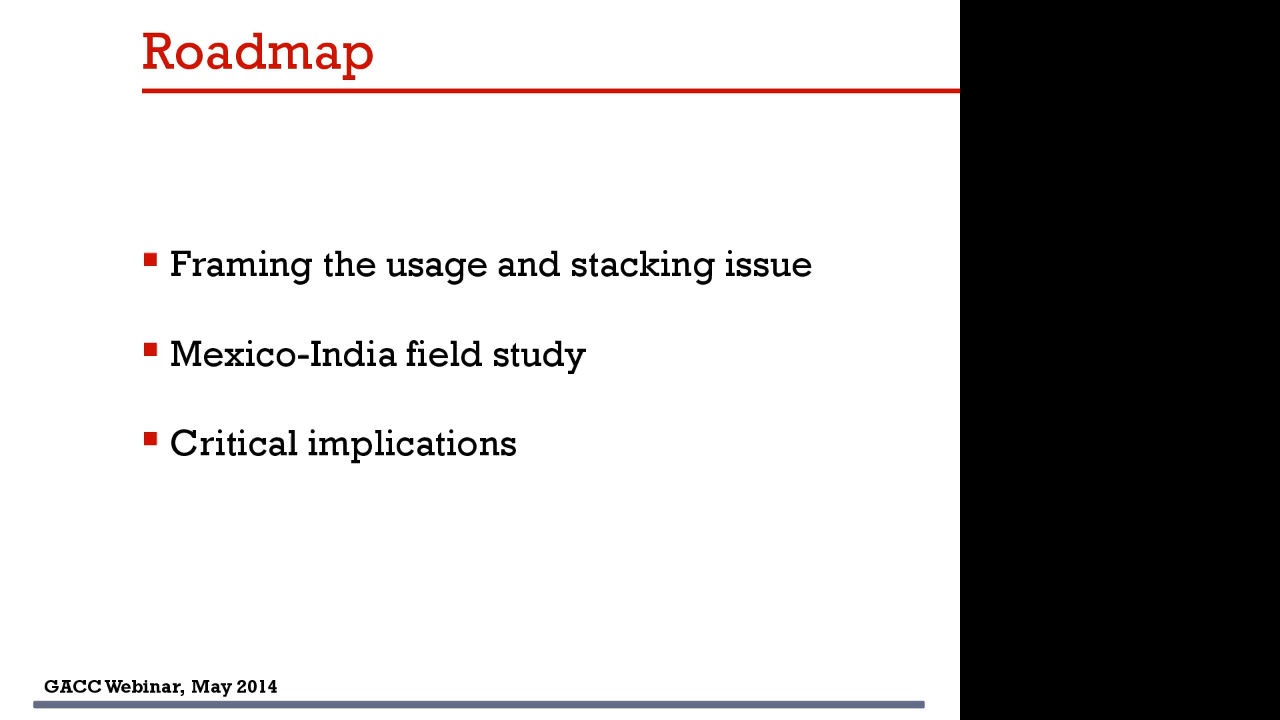 Roadmap
Framing the usage and stacking issue
Mexico-India field study
Critical implications
GACC Webinar, May 2014